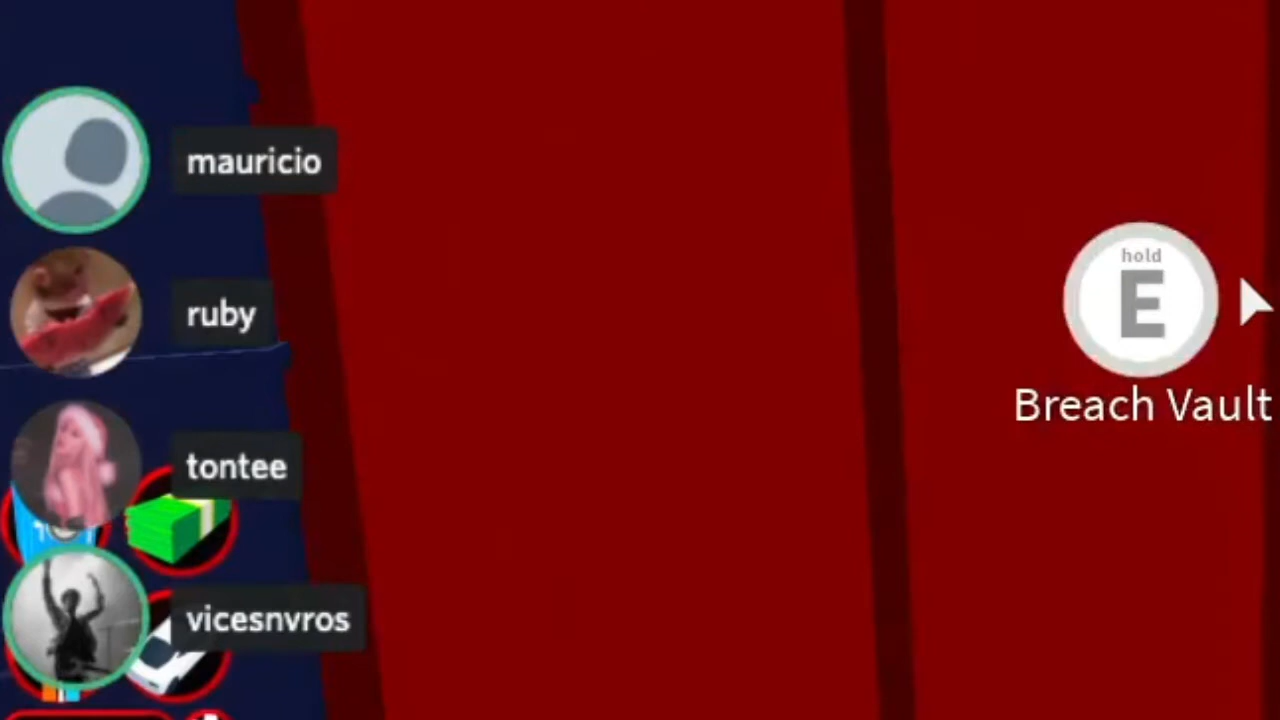 mauricio
ruby
tontee
vicesnvros
hold
E
Breach Vault